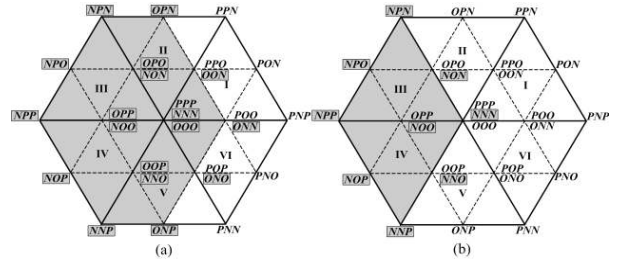 NPN OPN PPN
II
NPO OPO PPO PON
NON OON
III I
NPP OPP PPP POO PNP
NOO NNN ONN
OOO
IV VI
NOP OOP POP PNO
NNO ONO
V
NNP ONP PNN
(a)
NPN OPN PPN
II
NPO OPO PPO PON
NON OON
III I
NPP OPP PPP POO PNP
NOO NNN ONN
OOO
IV VI
NOP OOP POP PNO
NNO ONO
V
NNP ONP PNN
(b)